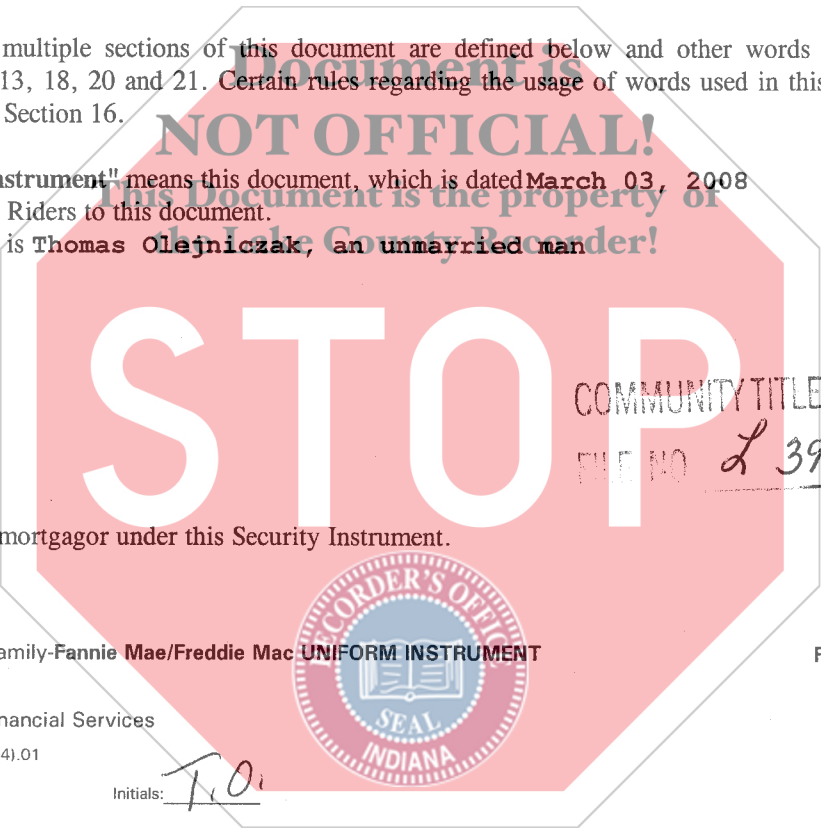 multiple sections of this document are defined below and other words
Document is
13, 18, 20 and 21. Certain rules regarding the usage of words used in this
Section 16.
NOT OFFICIAL!
nstrument" means this document, which is dated March 03, 2008
This Document is the property of
Riders to this document.
is Thomas Olejniczak, an unmarried man
the Lake County Recorder!
STOP
COMMUNITY TITLE
FILE NO L 39
mortgagor under this Security Instrument.
RECORDER'S OFFICE
amily-Fannie Mae/Freddie Mac UNIFORM INSTRUMENT
F
SEAL
nancial Services
INDIANA
4).01
Initials: T.O.